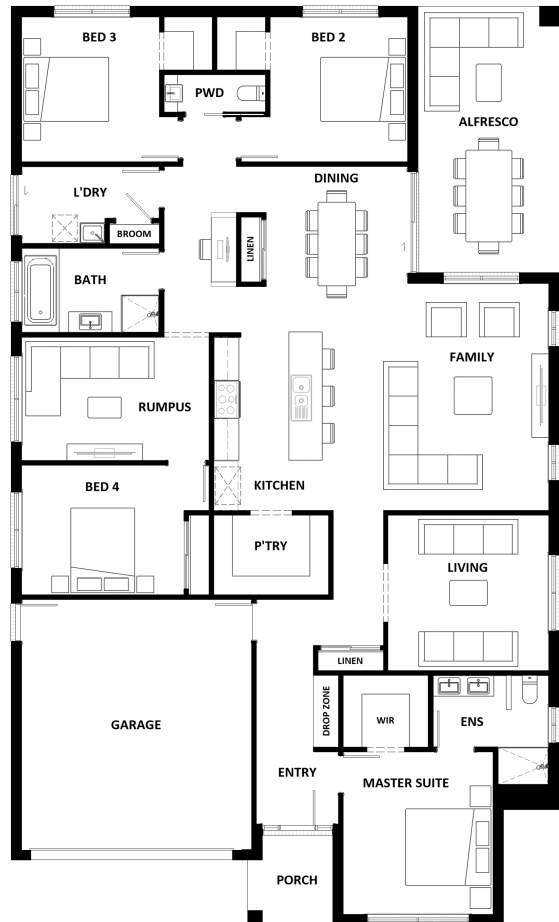 BED 3
BED 2
PWD
ALFRESCO
DINING
L'DRY
BROOM
LINEN
BATH
FAMILY
RUMPUS
KITCHEN
BED 4
P'TRY
LIVING
LINEN
DROP ZONE
WIR
ENS
GARAGE
ENTRY
MASTER SUITE
PORCH